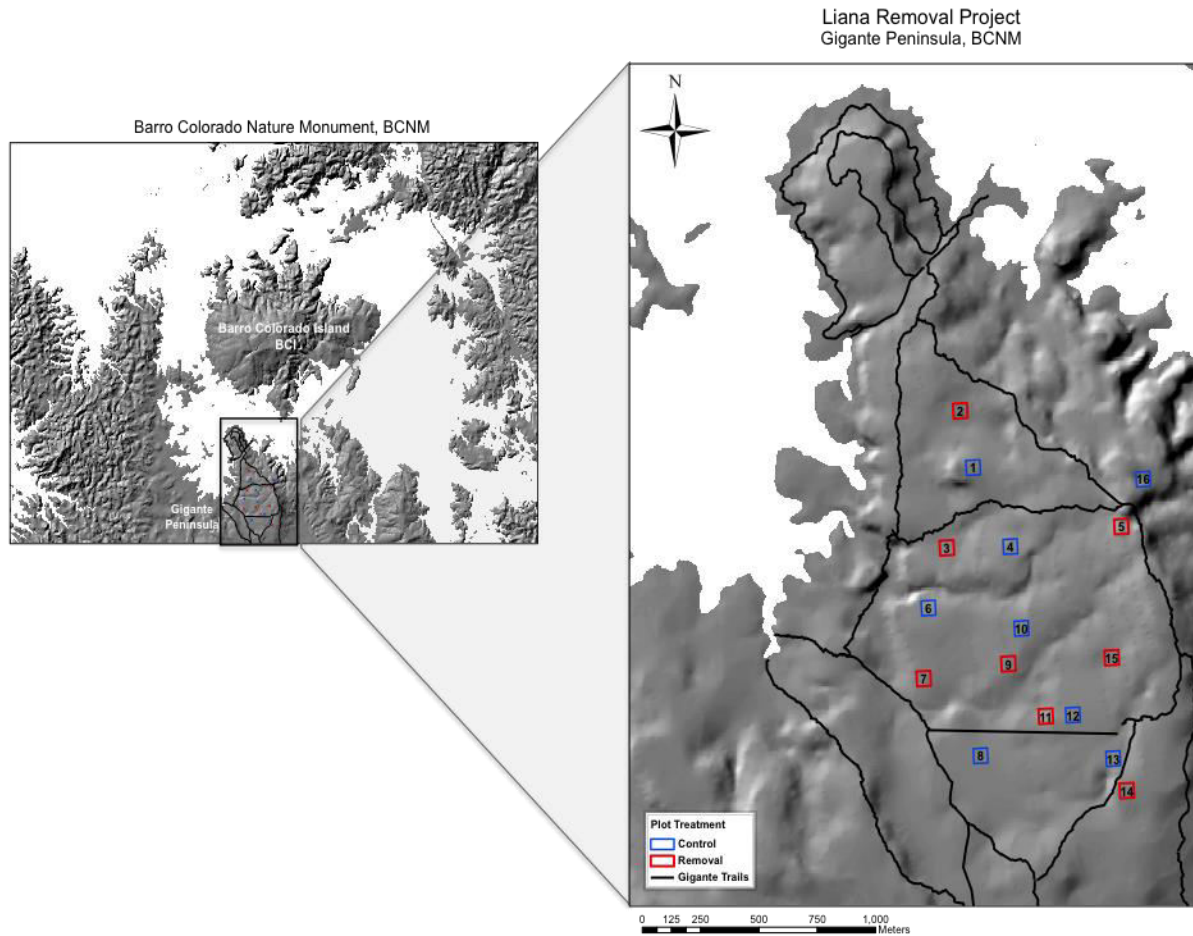 Liana Removal Project
Gigante Peninsula, BCNM
Barro Colorado Nature Monument, BCNM
Barro Colorado Island
BCI
Gigante
Peninsula
N
2
1
16
5
3
4
6
10
15
9
7
11
12
8
13
14
Plot Treatment
Control
Removal
Gigante Trails
0 125 250 500 750 1,000
Meters